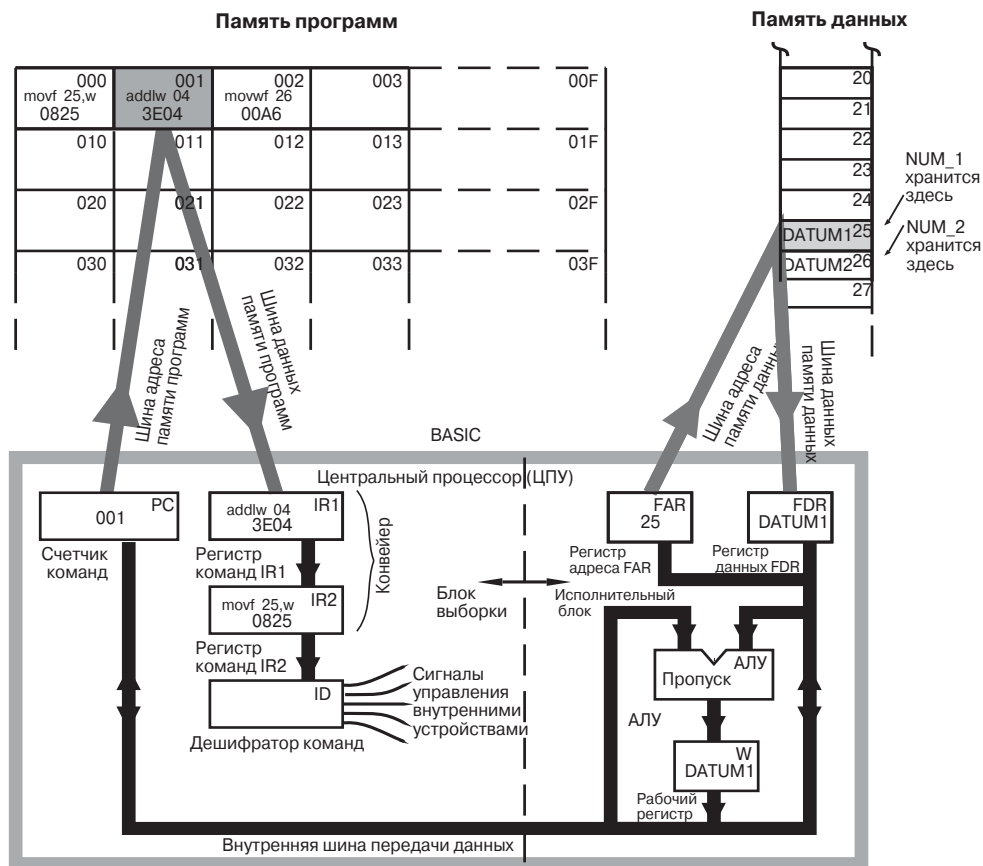 Память программ
Память данных
000
movf 25,w
0825
001
addlw 04
3E04
002
movwf 26
00A6
003
00F
010
011
012
013
01F
020
021
022
023
02F
030
031
032
033
03F
20
21
22
23
24
DATUM1 25
DATUM2 26
27
NUM_1
хранится
здесь
NUM_2
хранится
здесь
Шина адреса
памяти программ
Шина данных
памяти программ
Шина адреса
памяти данных
Шина данных
памяти данных
BASIC
Центральный процессор (ЦПУ)
PC
001
Счетчик
команд
IR1
addlw 04
3E04
Регистр
команд IR1
IR2
movf 25,w
0825
Регистр
команд IR2
Конвейер
ID
Дешифратор команд
Сигналы
управления
внутренними
устройствами
Блок
выборки
Исполнительный
блок
FAR
25
Регистр
адреса FAR
FDR
DATUM1
Регистр
данных FDR
АЛУ
Пропуск
АЛУ
W
DATUM1
Рабочий
регистр
Внутренняя шина передачи данных